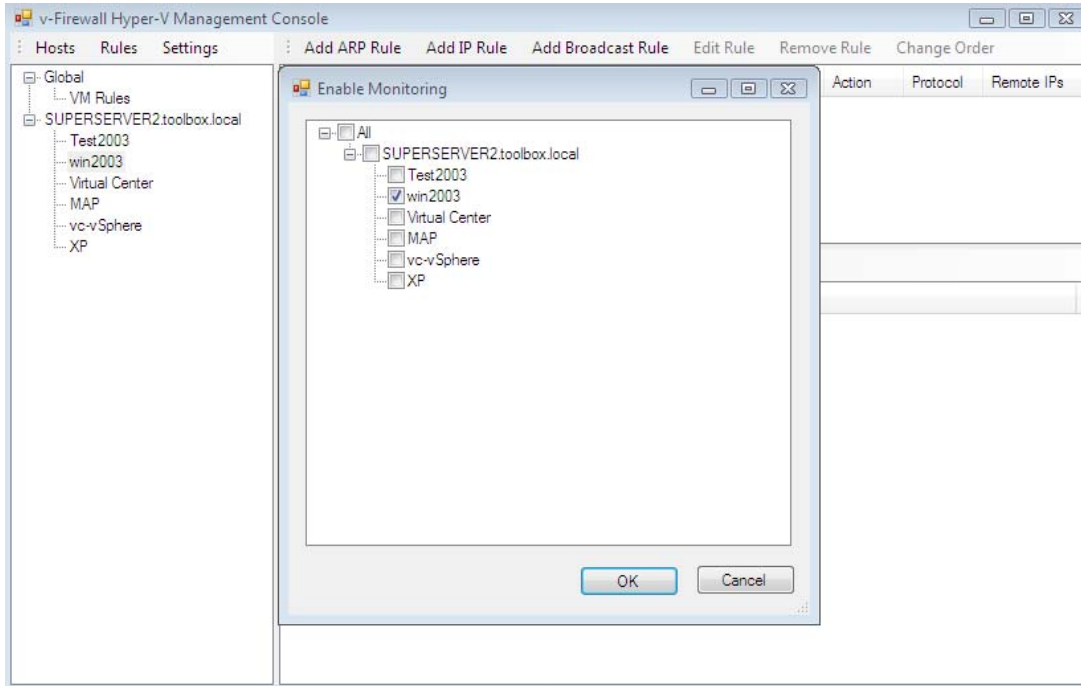 v-Firewall Hyper-V Management Console
Hosts Rules Settings Add ARP Rule Add IP Rule Add Broadcast Rule Edit Rule Remove Rule Change Order
Global
VM Rules
SUPERSERVER2.toolbox.local
Test2003
win2003
Virtual Center
MAP
vc-vSphere
XP
Enable Monitoring
All
SUPERSERVER2.toolbox.local
Test2003
win2003
Virtual Center
MAP
vc-vSphere
XP
OK Cancel
Action Protocol Remote IPs